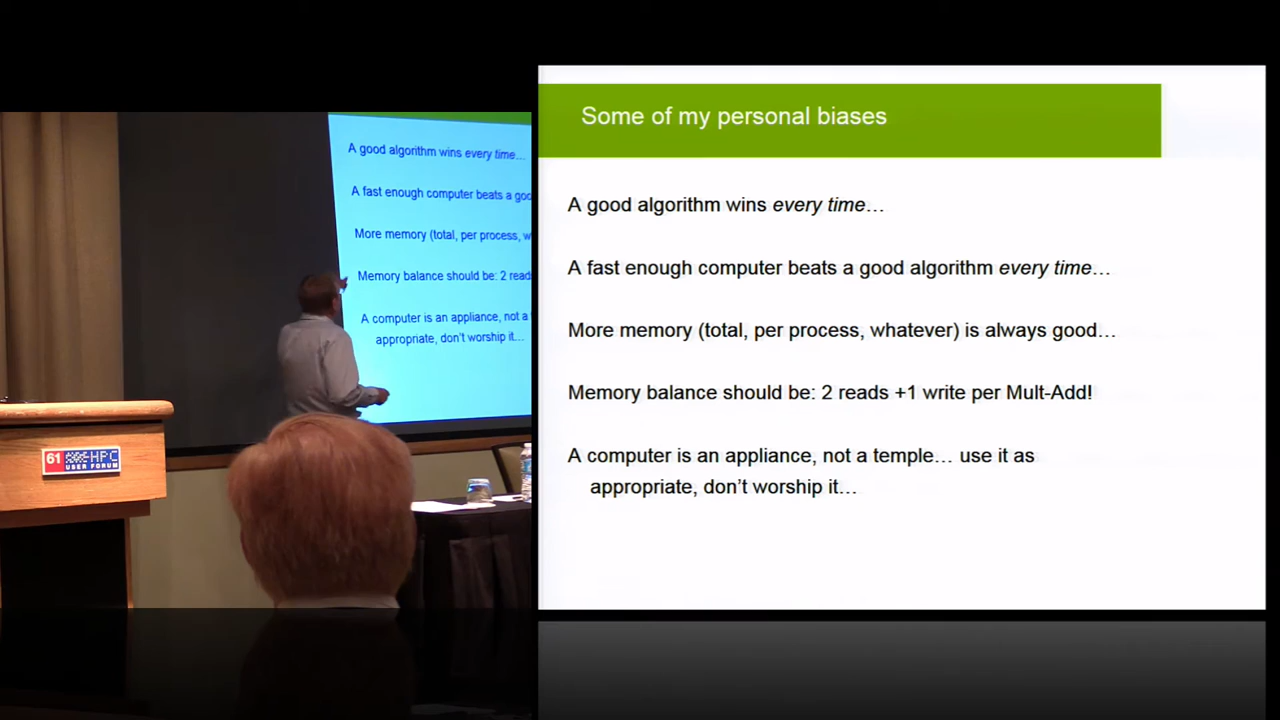 A good algorithm wins every time…
A fast enough computer beats a goo
More memory (total, per process, w
Memory balance should be: 2 read
A computer is an appliance, not a
appropriate, don't worship it…
61 HPC
USER FORUM
Some of my personal biases
A good algorithm wins every time…
A fast enough computer beats a good algorithm every time…
More memory (total, per process, whatever) is always good…
Memory balance should be: 2 reads +1 write per Mult-Add!
A computer is an appliance, not a temple… use it as
appropriate, don’t worship it…